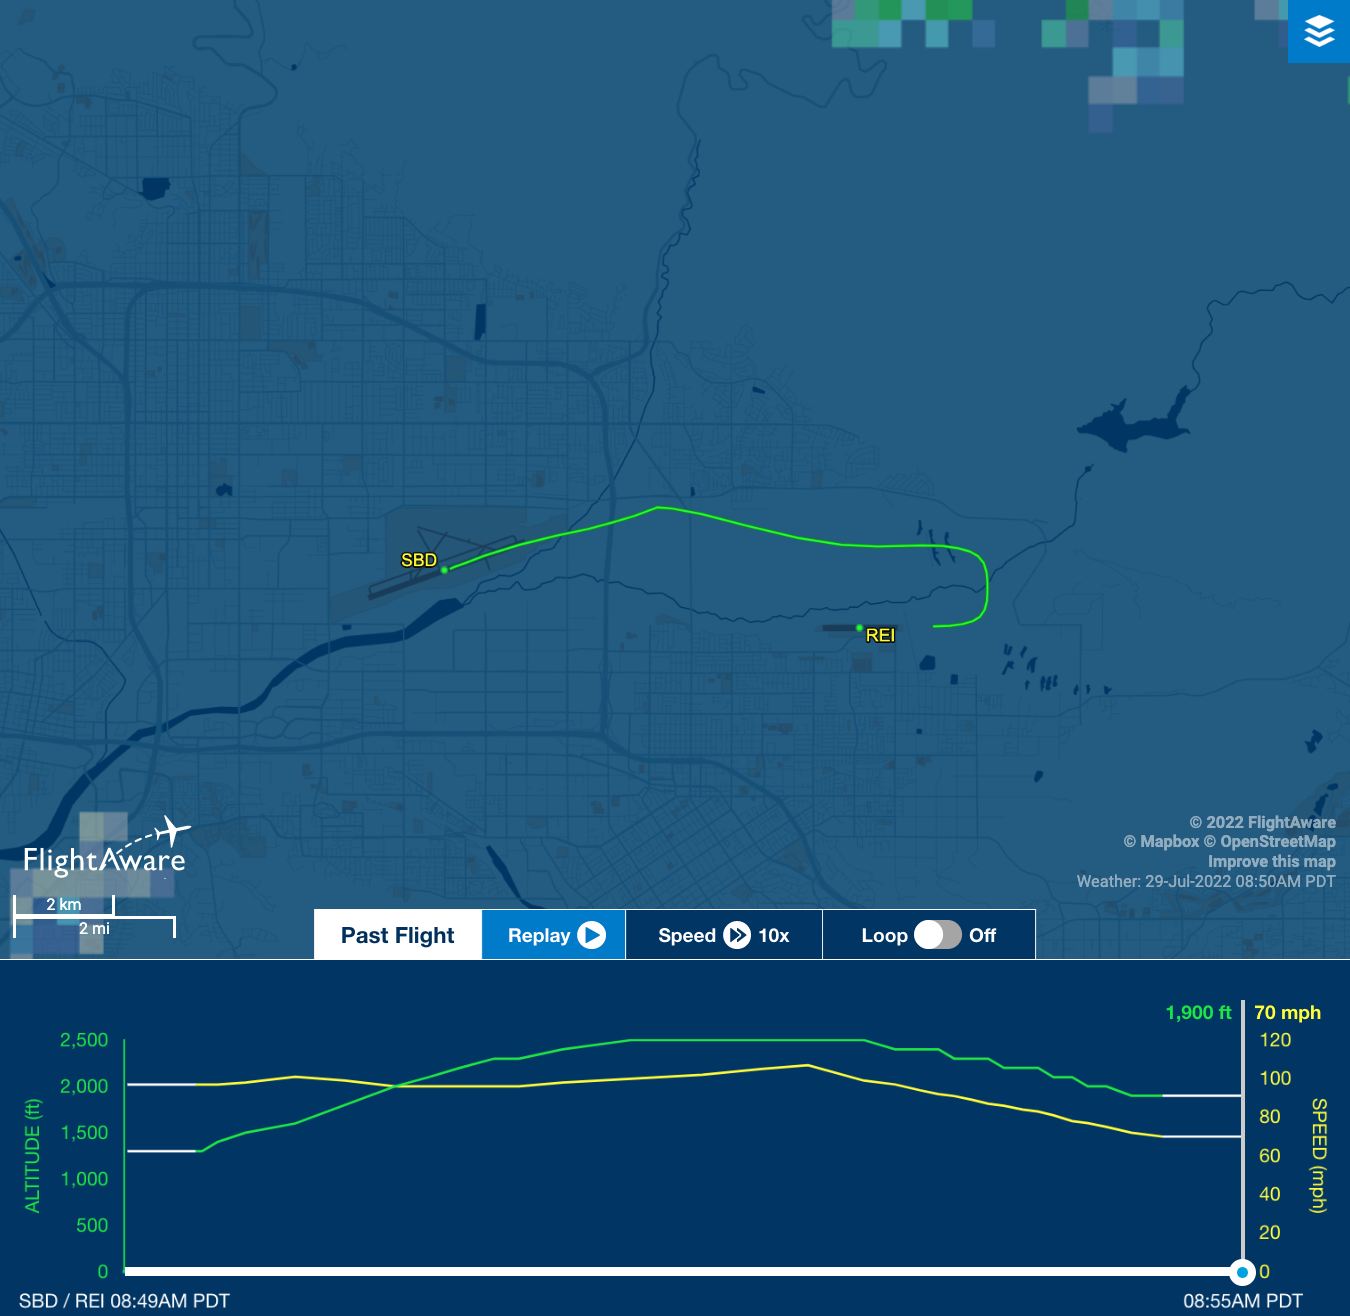 SBD
REI
© 2022 FlightAware
© Mapbox © OpenStreetMap
Improve this map
Weather: 29-Jul-2022 08:50AM PDT
FlightAware
2 km
2 mi
Past Flight
Replay
Speed 10x
Loop Off
1,900 ft 70 mph
2,500
2,000
1,500
1,000
500
0
ALTITUDE (ft)
120
100
80
60
40
20
0
SPEED (mph)
SBD / REI 08:49AM PDT
08:55AM PDT